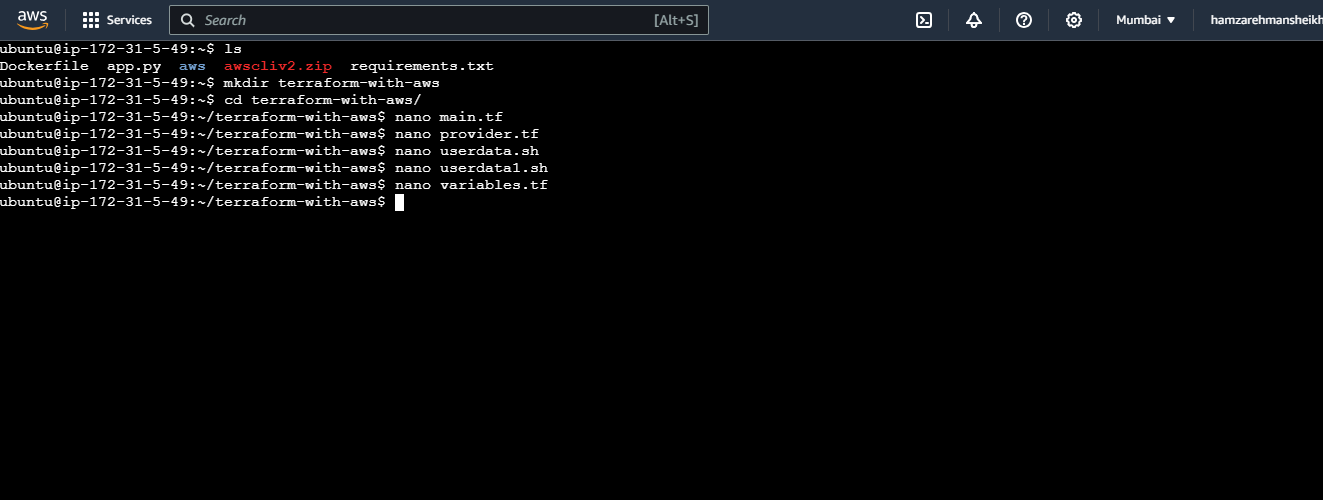 aws Services Search [Alt+S] Mumbai hamzarehmansheikh
ubuntu@ip-172-31-5-49:~$ ls
Dockerfile app.py aws awscliv2.zip requirements.txt
ubuntu@ip-172-31-5-49:~$ mkdir terraform-with-aws
ubuntu@ip-172-31-5-49:~$ cd terraform-with-aws/
ubuntu@ip-172-31-5-49:~/terraform-with-aws$ nano main.tf
ubuntu@ip-172-31-5-49:~/terraform-with-aws$ nano provider.tf
ubuntu@ip-172-31-5-49:~/terraform-with-aws$ nano userdata.sh
ubuntu@ip-172-31-5-49:~/terraform-with-aws$ nano userdata1.sh
ubuntu@ip-172-31-5-49:~/terraform-with-aws$ nano variables.tf
ubuntu@ip-172-31-5-49:~/terraform-with-aws$